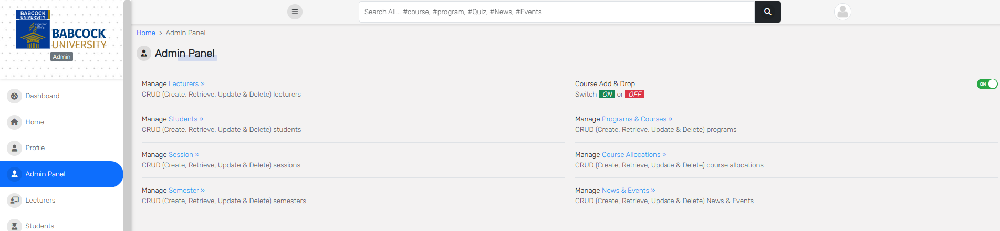 BABCOCK
UNIVERSITY
BABCOCK
UNIVERSITY
Admin
Dashboard
Home
Profile
Admin Panel
Lecturers
Students
Search All... #course, #program, #Quiz, #News, #Events
Home > Admin Panel
Admin Panel
Manage Lecturers »
CRUD (Create, Retrieve, Update & Delete) lecturers
Manage Students »
CRUD (Create, Retrieve, Update & Delete) students
Manage Session »
CRUD (Create, Retrieve, Update & Delete) sessions
Manage Semester »
CRUD (Create, Retrieve, Update & Delete) semesters
Course Add & Drop
Switch ON or OFF
ON
Manage Programs & Courses »
CRUD (Create, Retrieve, Update & Delete) programs
Manage Course Allocations »
CRUD (Create, Retrieve, Update & Delete) course allocations
Manage News & Events »
CRUD (Create, Retrieve, Update & Delete) News & Events